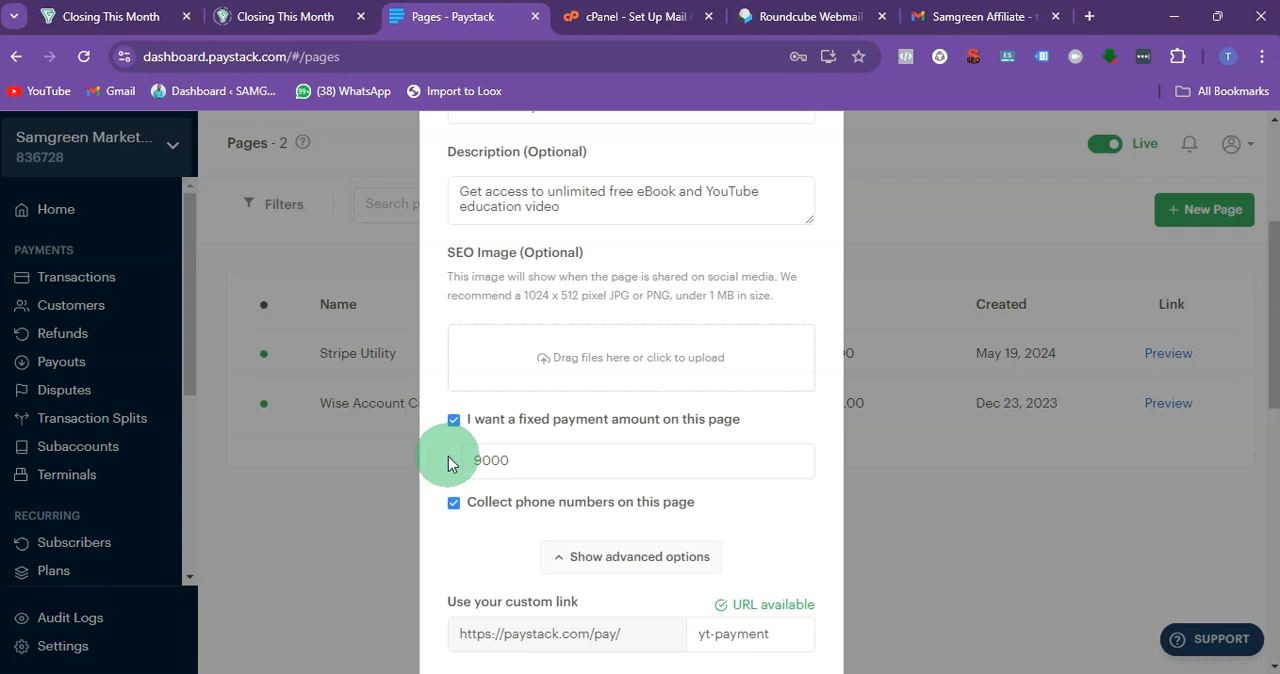 Closing This Month
Closing This Month
Pages - Paystack
cPanel - Set Up Mail
Roundcube Webmail
Samgreen Affiliate - t
dashboard.paystack.com/#/pages
YouTube
Gmail
Dashboard ‹ SAMG...
(38) WhatsApp
Import to Loox
All Bookmarks
Samgreen Market...
836728
Pages - 2
Live
Filters
Search p
+ New Page
Home
PAYMENTS
Transactions
Customers
Refunds
Payouts
Disputes
Transaction Splits
Subaccounts
Terminals
RECURRING
Subscribers
Plans
Audit Logs
Settings
Name
Created
Link
Stripe Utility
May 19, 2024
Preview
Wise Account C
.00
Dec 23, 2023
Preview
Description (Optional)
Get access to unlimited free eBook and YouTube
education video
SEO Image (Optional)
This image will show when the page is shared on social media. We
recommend a 1024 x 512 pixel JPG or PNG, under 1 MB in size.
Drag files here or click to upload
I want a fixed payment amount on this page
9000
Collect phone numbers on this page
Show advanced options
Use your custom link
URL available
https://paystack.com/pay/
yt-payment
SUPPORT